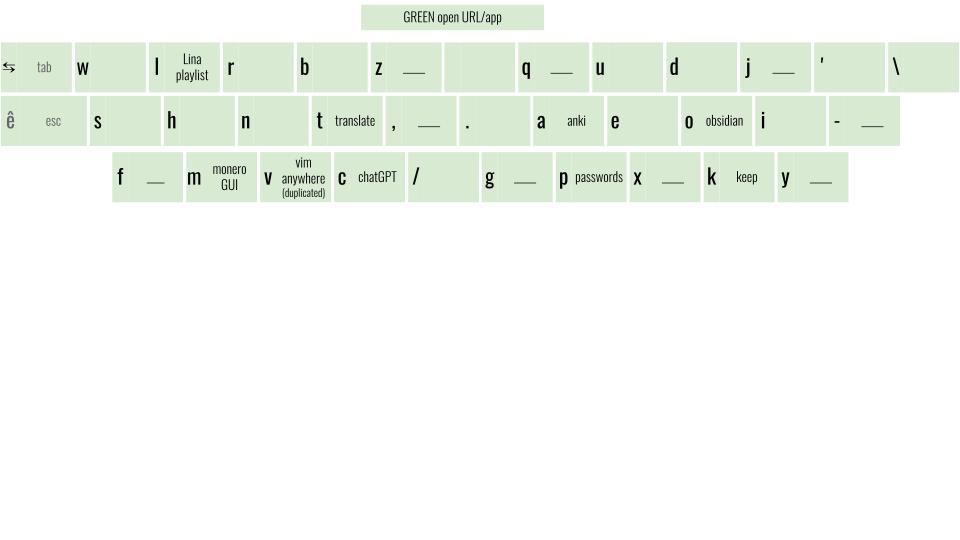 GREEN open URL/app
⇆ tab w l Lina playlist r b z ___ q ___ u d j ___ ' \
ê esc s h n t translate , ___ . a anki e o obsidian i - ___
f ___ m monero GUI v vim anywhere (duplicated) c chatGPT / g ___ p passwords x ___ k keep y ___